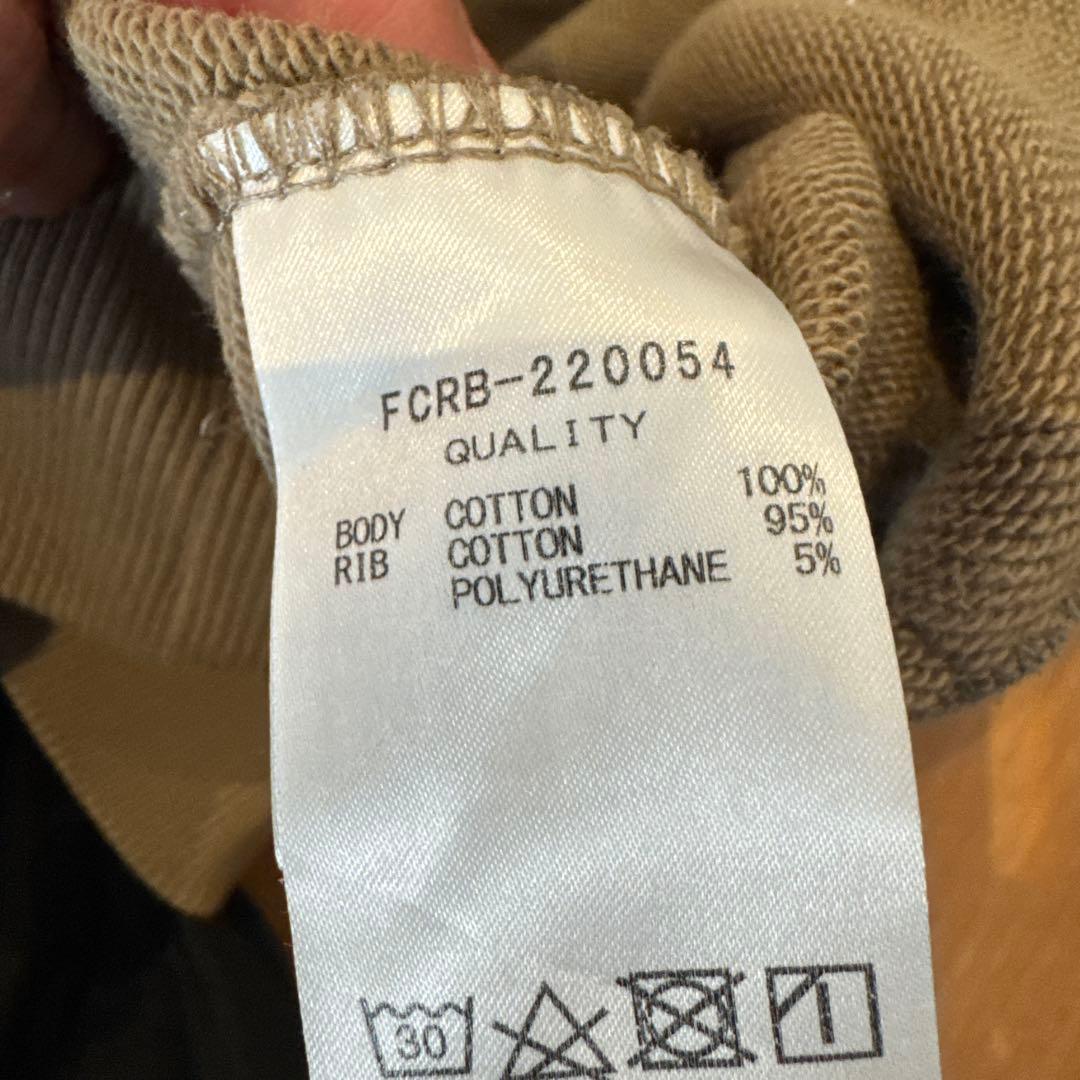 FCRB-220054
QUALITY
BODY COTTON 100%
RIB COTTON 95%
POLYURETHANE 5%
30